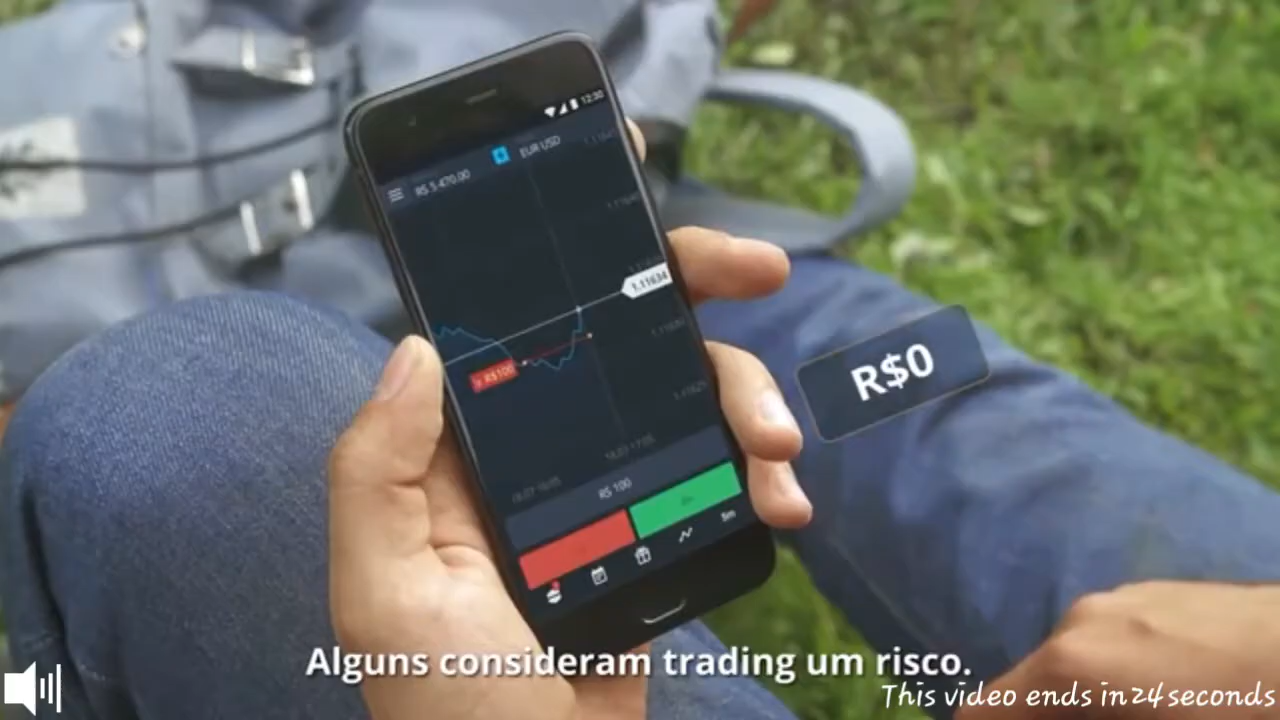 12:30
EUR USD
R$ 5 470.00
1.11634
R$100
R$0
R$ 100
5m
Alguns consideram trading um risco.
This video ends in 24 seconds